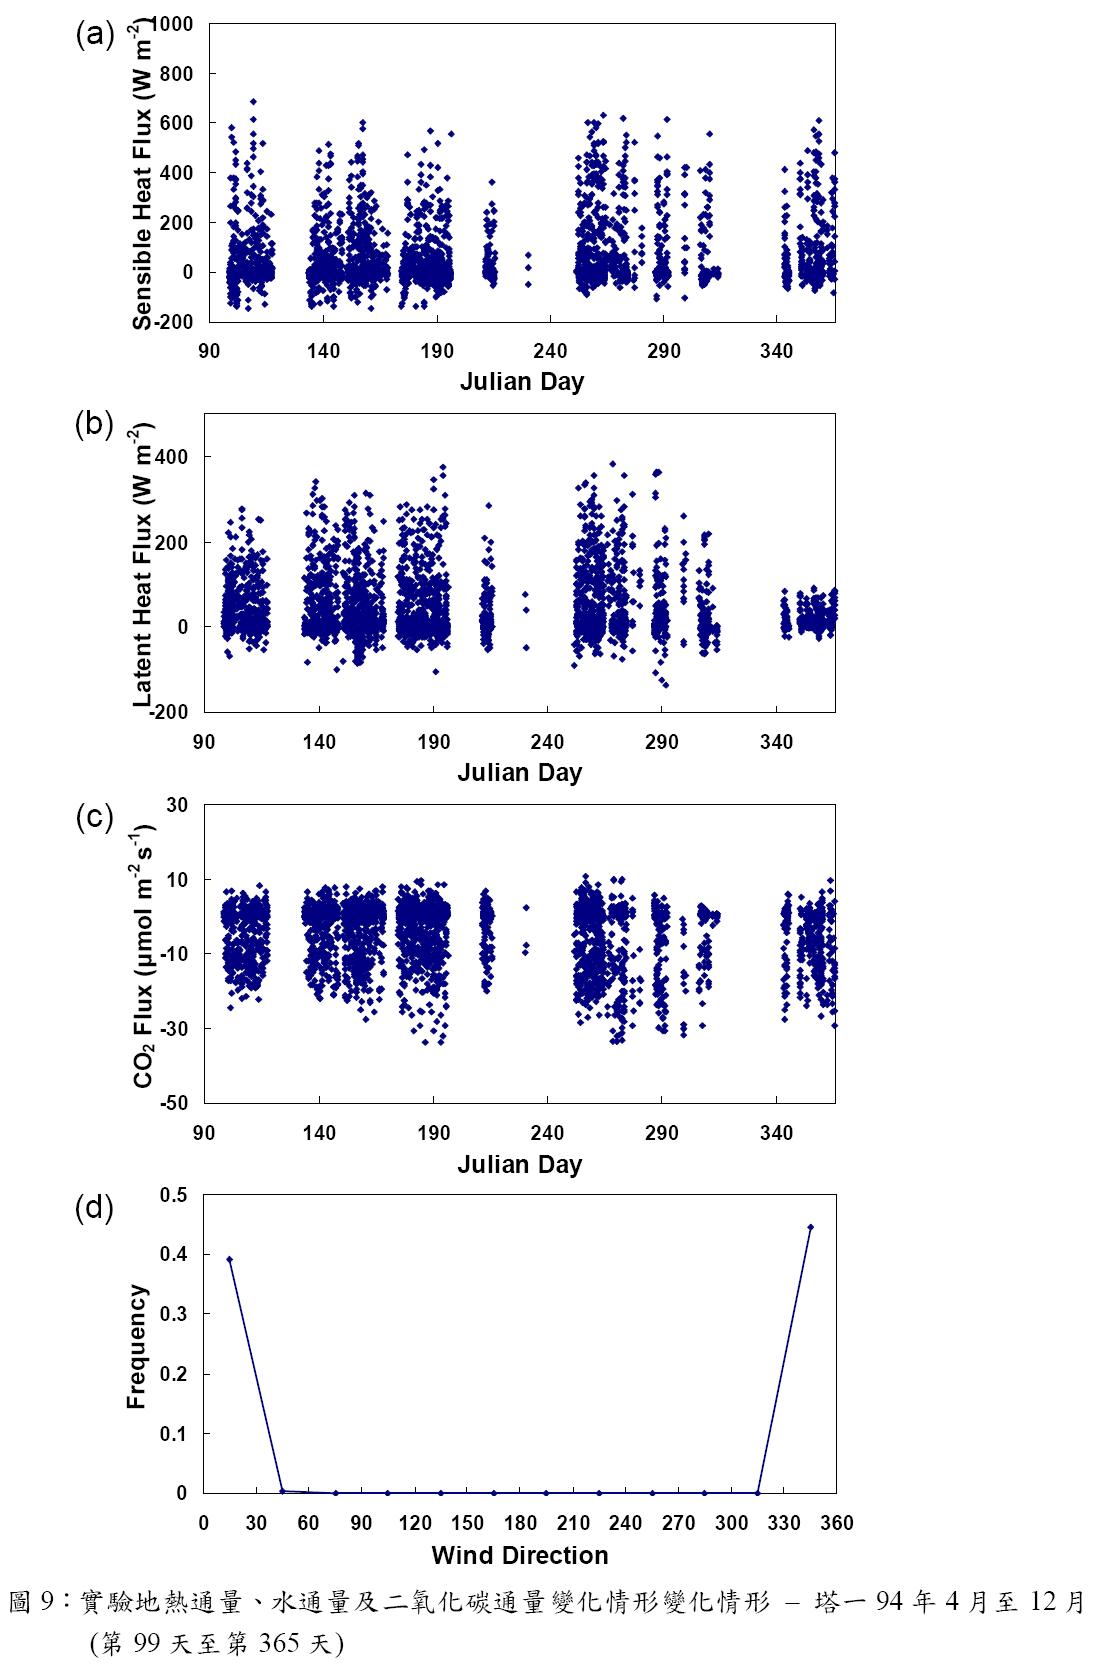 (a)
Sensible Heat Flux (W m-2)
1000
800
600
400
200
0
-200
90 140 190 240 290 340
Julian Day
(b)
Latent Heat Flux (W m-2)
400
200
0
-200
90 140 190 240 290 340
Julian Day
(c)
CO2 Flux (μmol m-2 s-1)
30
10
-10
-30
-50
90 140 190 240 290 340
Julian Day
(d)
Frequency
0.5
0.4
0.3
0.2
0.1
0
0 30 60 90 120 150 180 210 240 270 300 330 360
Wind Direction
圖 9：實驗地熱通量、水通量及二氧化碳通量變化情形變化情形 – 塔一 94 年 4 月至 12 月
(第 99 天至第 365 天)